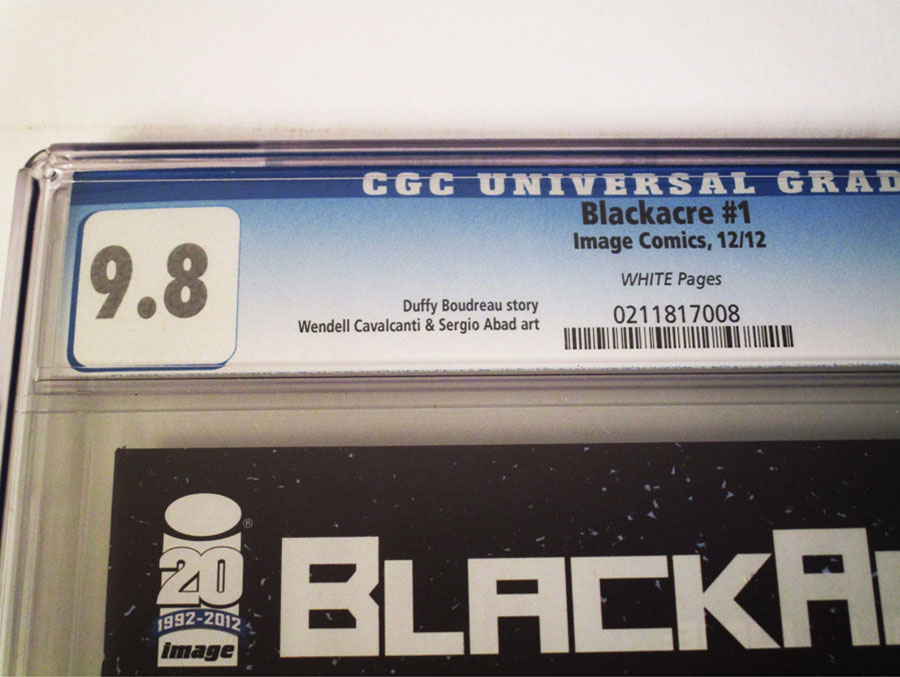 CGC UNIVERSAL GRAD
Blackacre #1
Image Comics, 12/12
9.8
WHITE Pages
Duffy Boudreau story
Wendell Cavalcanti & Sergio Abad art
0211817008
i®
20
1992-2012
image
BLACKA